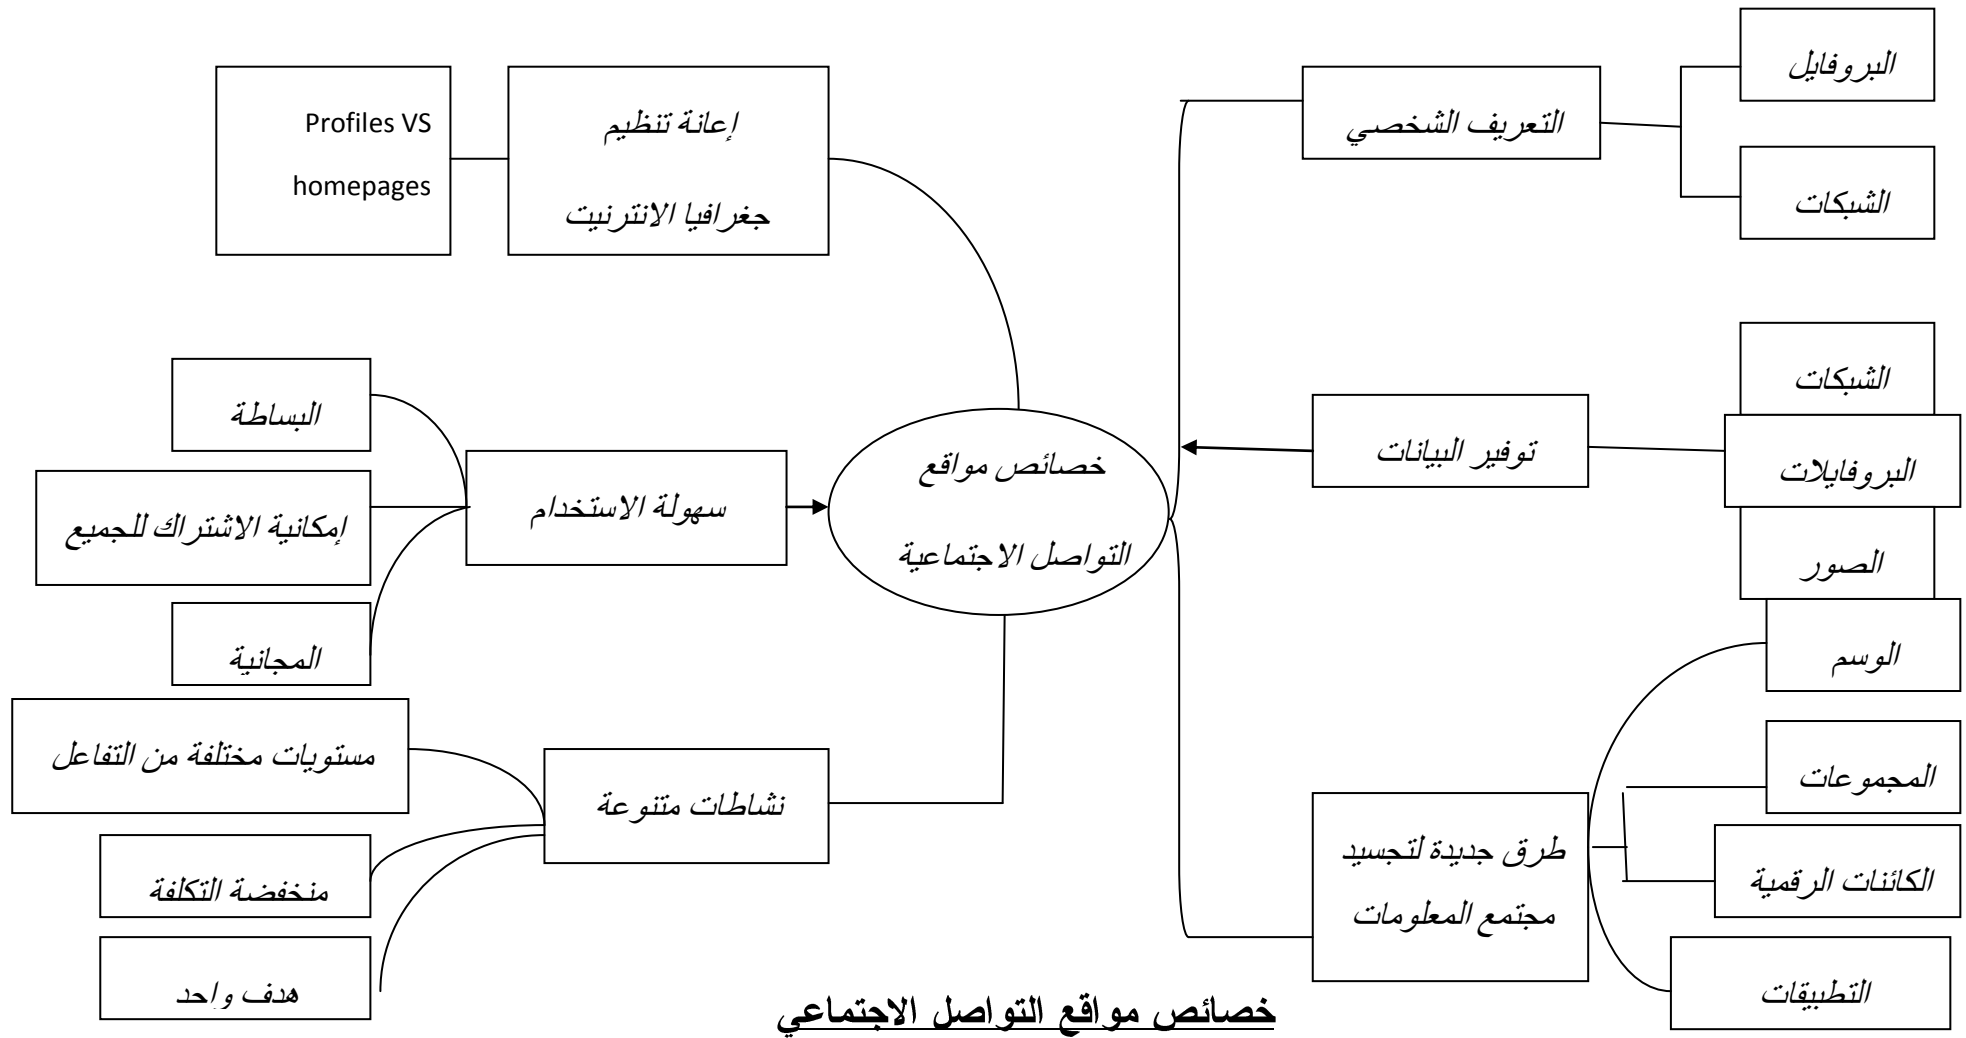 البروفايل
التعريف الشخصي
الشبكات
إعانة تنظيم
جغرافيا الانترنيت
Profiles VS
homepages
الشبكات
توفير البيانات
البروفايلات
الصور
خصائص مواقع
التواصل الاجتماعية
سهولة الاستخدام
البساطة
إمكانية الاشتراك للجميع
المجانية
الوسم
المجموعات
طرق جديدة لتجسيد
مجتمع المعلومات
الكائنات الرقمية
التطبيقات
نشاطات متنوعة
مستويات مختلفة من التفاعل
منخفضة التكلفة
هدف واحد
خصائص مواقع التواصل الاجتماعي